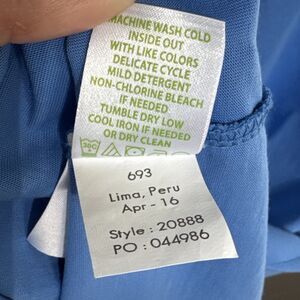 MACHINE WASH COLD
INSIDE OUT
WITH LIKE COLORS
DELICATE CYCLE
MILD DETERGENT
NON-CHLORINE BLEACH
IF NEEDED
TUMBLE DRY LOW
COOL IRON IF NEEDED
OR DRY CLEAN
30C
693
Lima, Peru
Apr - 16
Style : 20888
PO : 044986